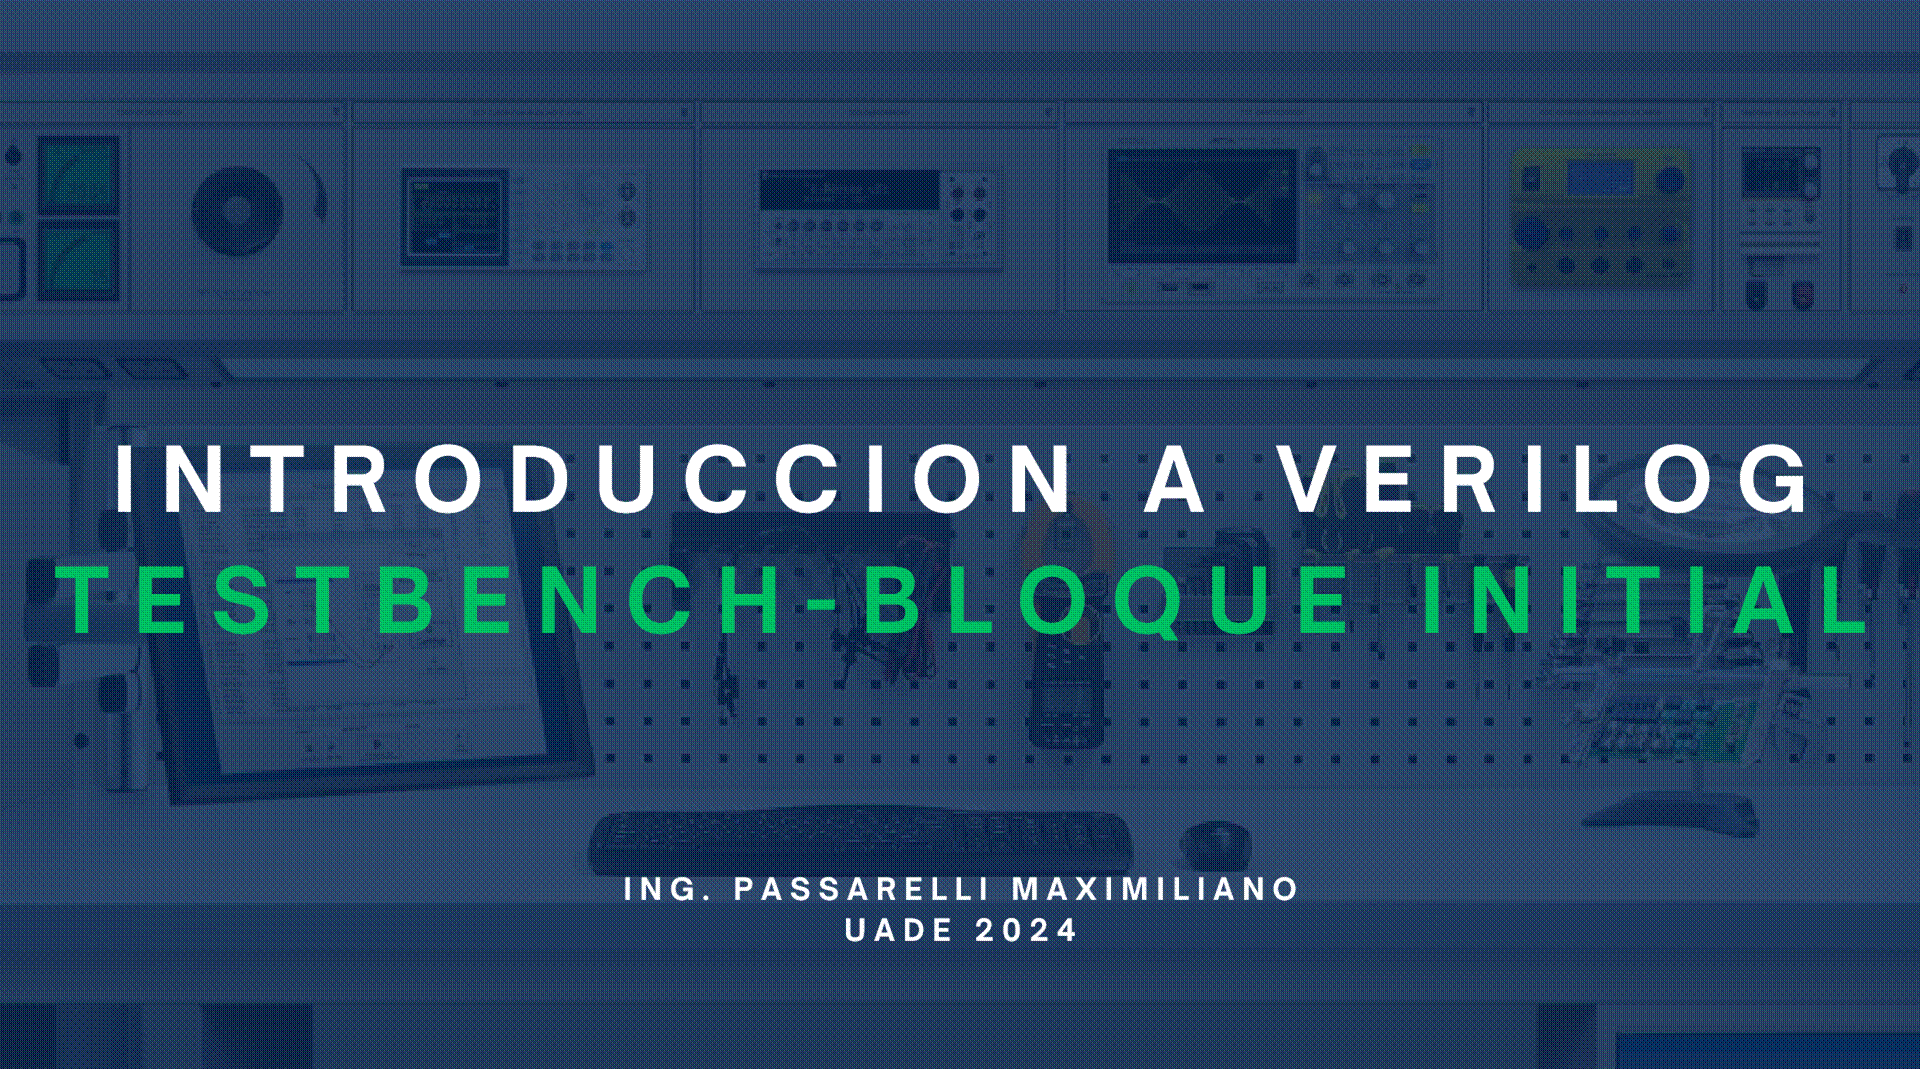 INTRODUCCION A VERILOG
TESTBENCH-BLOQUE INITIAL
ING. PASSARELLI MAXIMILIANO
UADE 2024